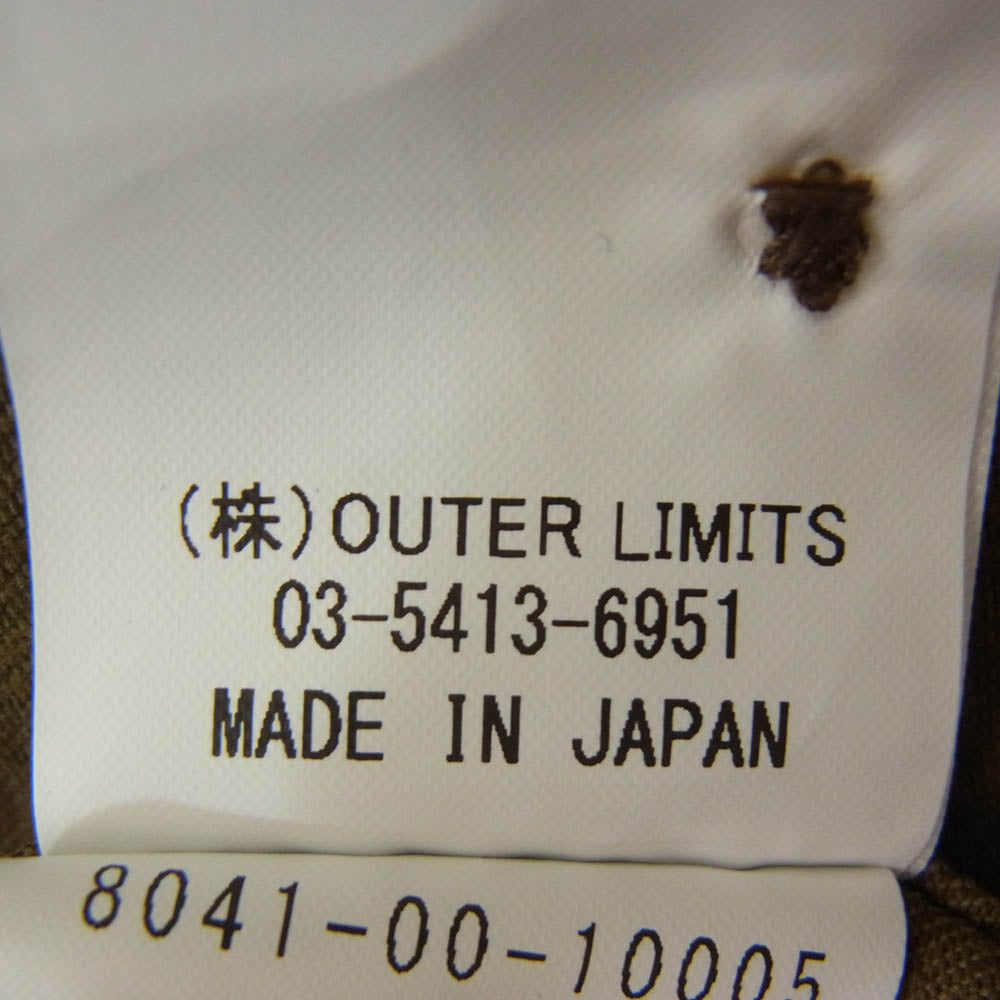 (株)OUTER LIMITS
03-5413-6951
MADE IN JAPAN
8041-00-10005